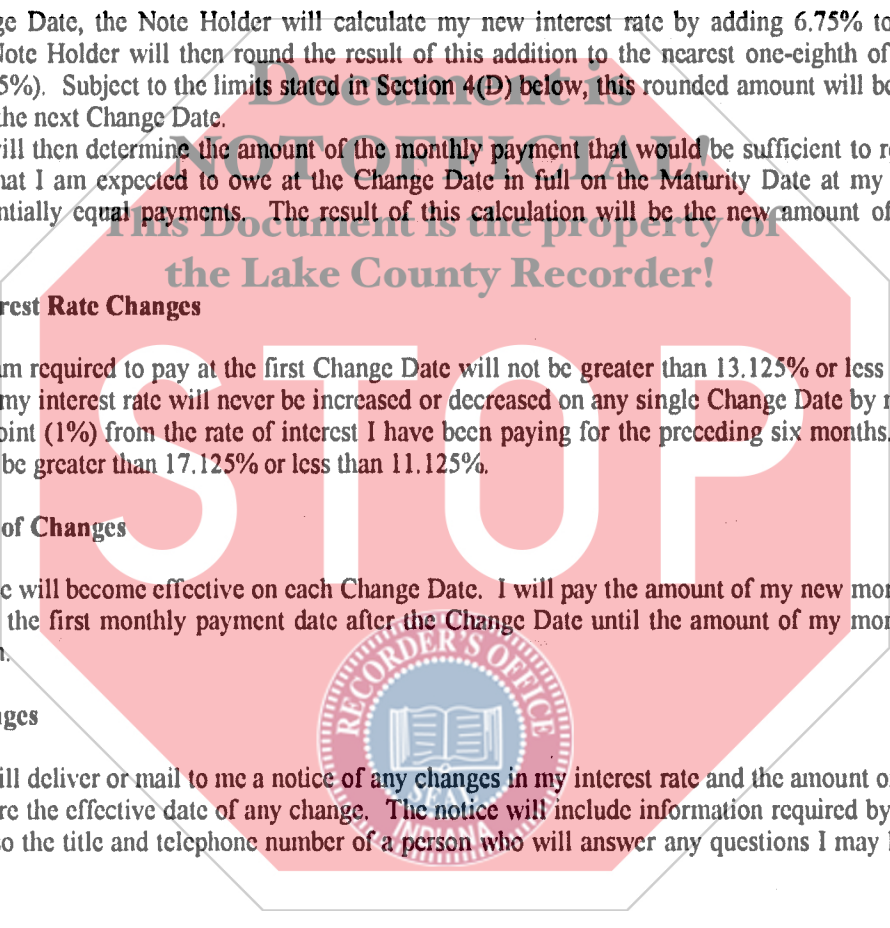 ge Date, the Note Holder will calculate my new interest rate by adding 6.75% to
Note Holder will then round the result of this addition to the nearest one-eighth of
5%). Subject to the limits stated in Section 4(D) below, this rounded amount will be
the next Change Date.
ill then determine the amount of the monthly payment that would be sufficient to r
hat I am expected to owe at the Change Date in full on the Maturity Date at my
ntially equal payments. The result of this calculation will be the new amount of
Document is
NOT OFFICIAL!
This Document is the property of
the Lake County Recorder!
rest Rate Changes
am required to pay at the first Change Date will not be greater than 13.125% or less
my interest rate will never be increased or decreased on any single Change Date by
oint (1%) from the rate of interest I have been paying for the preceding six months.
be greater than 17.125% or less than 11.125%.
STOP
of Changes
e will become effective on each Change Date. I will pay the amount of my new mon
the first monthly payment date after the Change Date until the amount of my mon
n.
RECORDER'S OFFICE
SEAL
INDIANA
nges
ill deliver or mail to me a notice of any changes in my interest rate and the amount o
re the effective date of any change. The notice will include information required by
so the title and telephone number of a person who will answer any questions I may